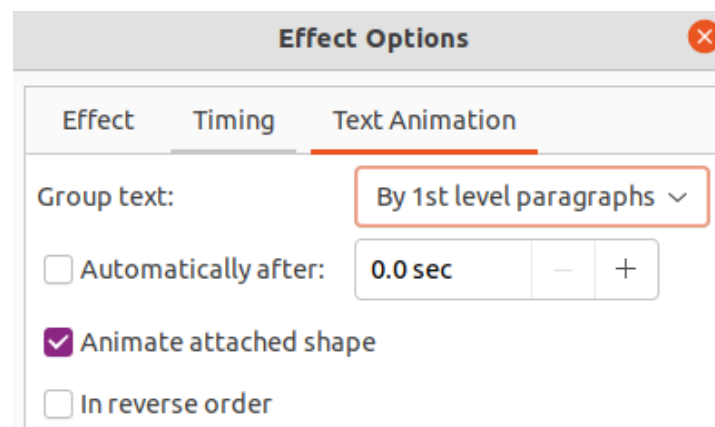 Effect Options
Effect Timing Text Animation
Group text: By 1st level paragraphs
Automatically after: 0.0 sec
Animate attached shape
In reverse order